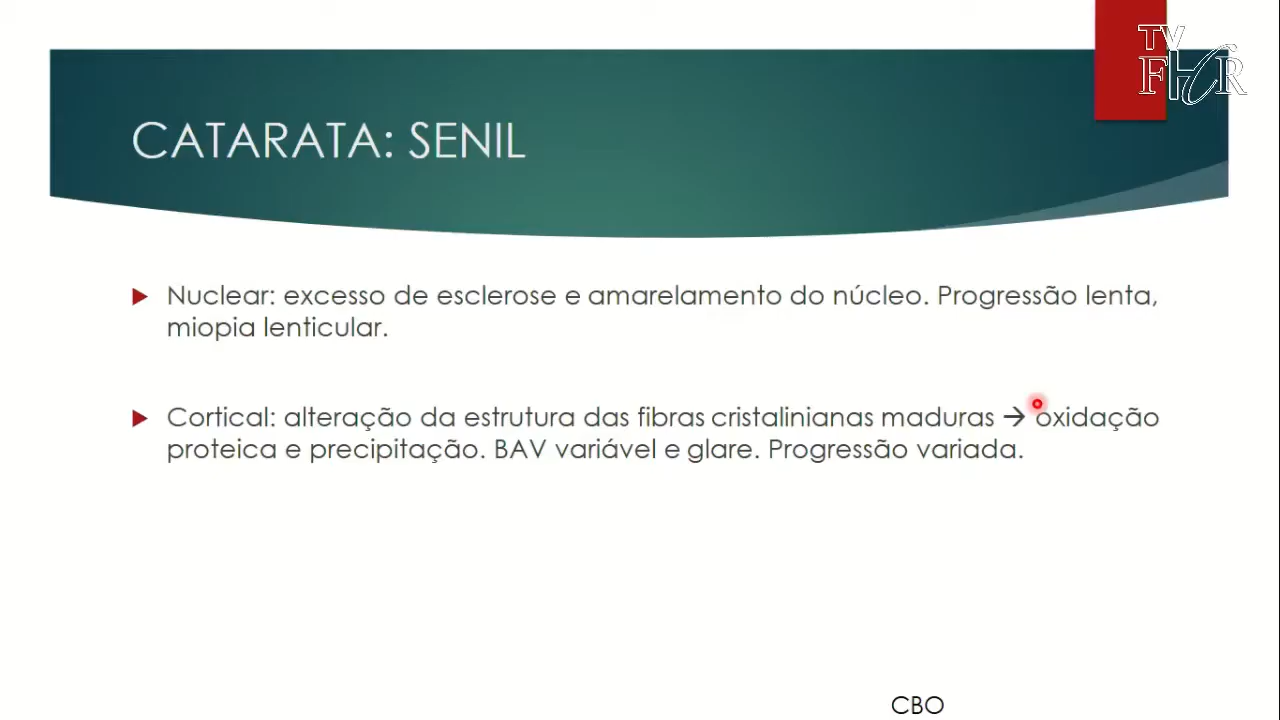 TV
FHCR
CATARATA: SENIL
Nuclear: excesso de esclerose e amarelamento do núcleo. Progressão lenta,
miopia lenticular.
Cortical: alteração da estrutura das fibras cristalinianas maduras → oxidação
proteica e precipitação. BAV variável e glare. Progressão variada.
CBO